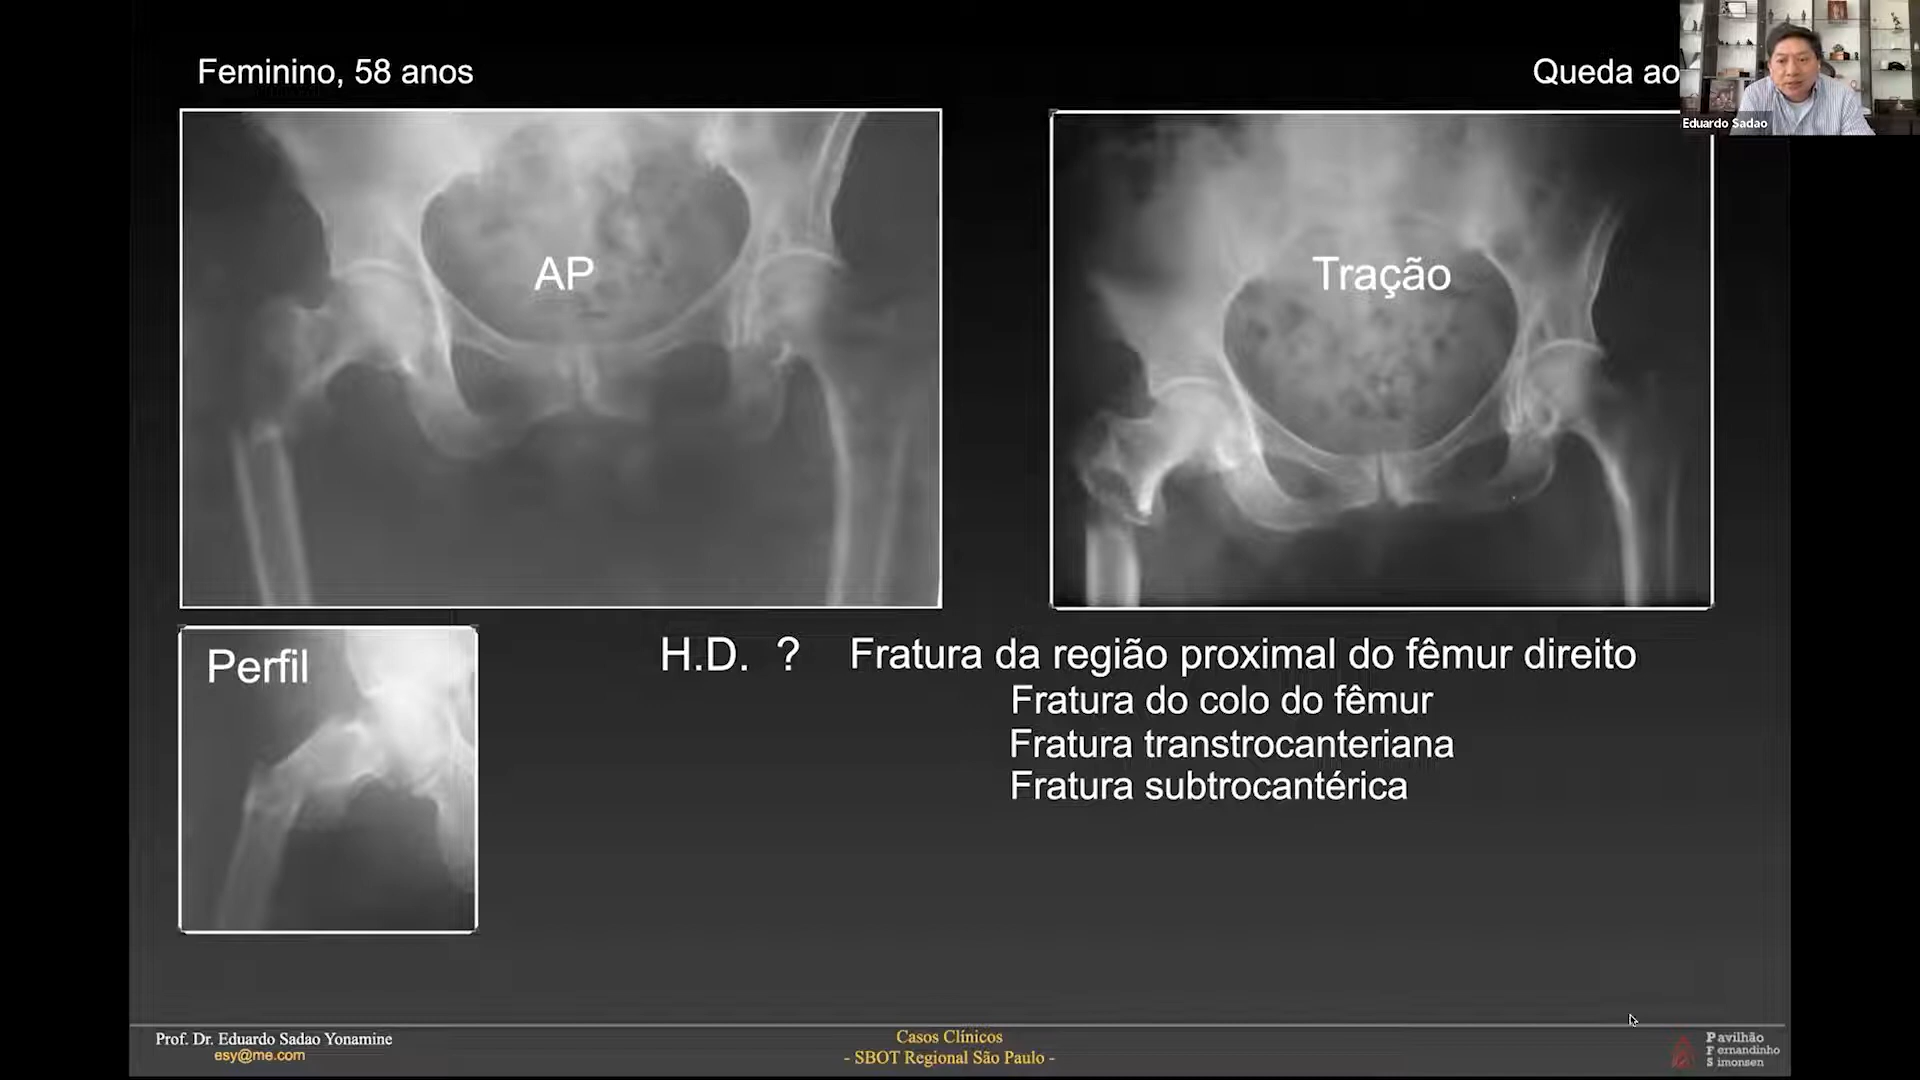 Feminino, 58 anos
Queda ao
Eduardo Sadao
AP
Tração
Perfil
H.D. ? Fratura da região proximal do fêmur direito
Fratura do colo do fêmur
Fratura transtrocanteriana
Fratura subtrocantérica
Prof. Dr. Eduardo Sadao Yonamine
esy@me.com
Casos Clínicos
- SBOT Regional São Paulo -
Pavilhão
Fernandinho
Simonsen